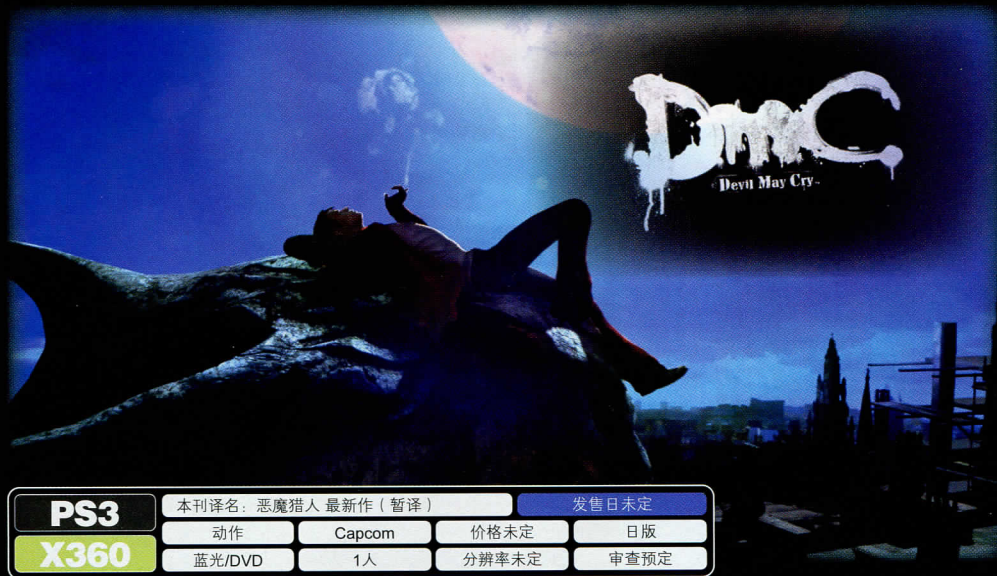 DmC
Devil May Cry™
PS3
X360
本刊译名：恶魔猎人 最新作（暂译）
发售日未定
动作
Capcom
价格未定
日版
蓝光/DVD
1人
分辨率未定
审查预定